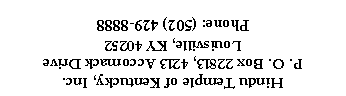 Hindu Temple of Kentucky, Inc.
P. O. Box 22813, 4213 Accomack Drive
Louisville, KY 40252
Phone: (502) 429-8888